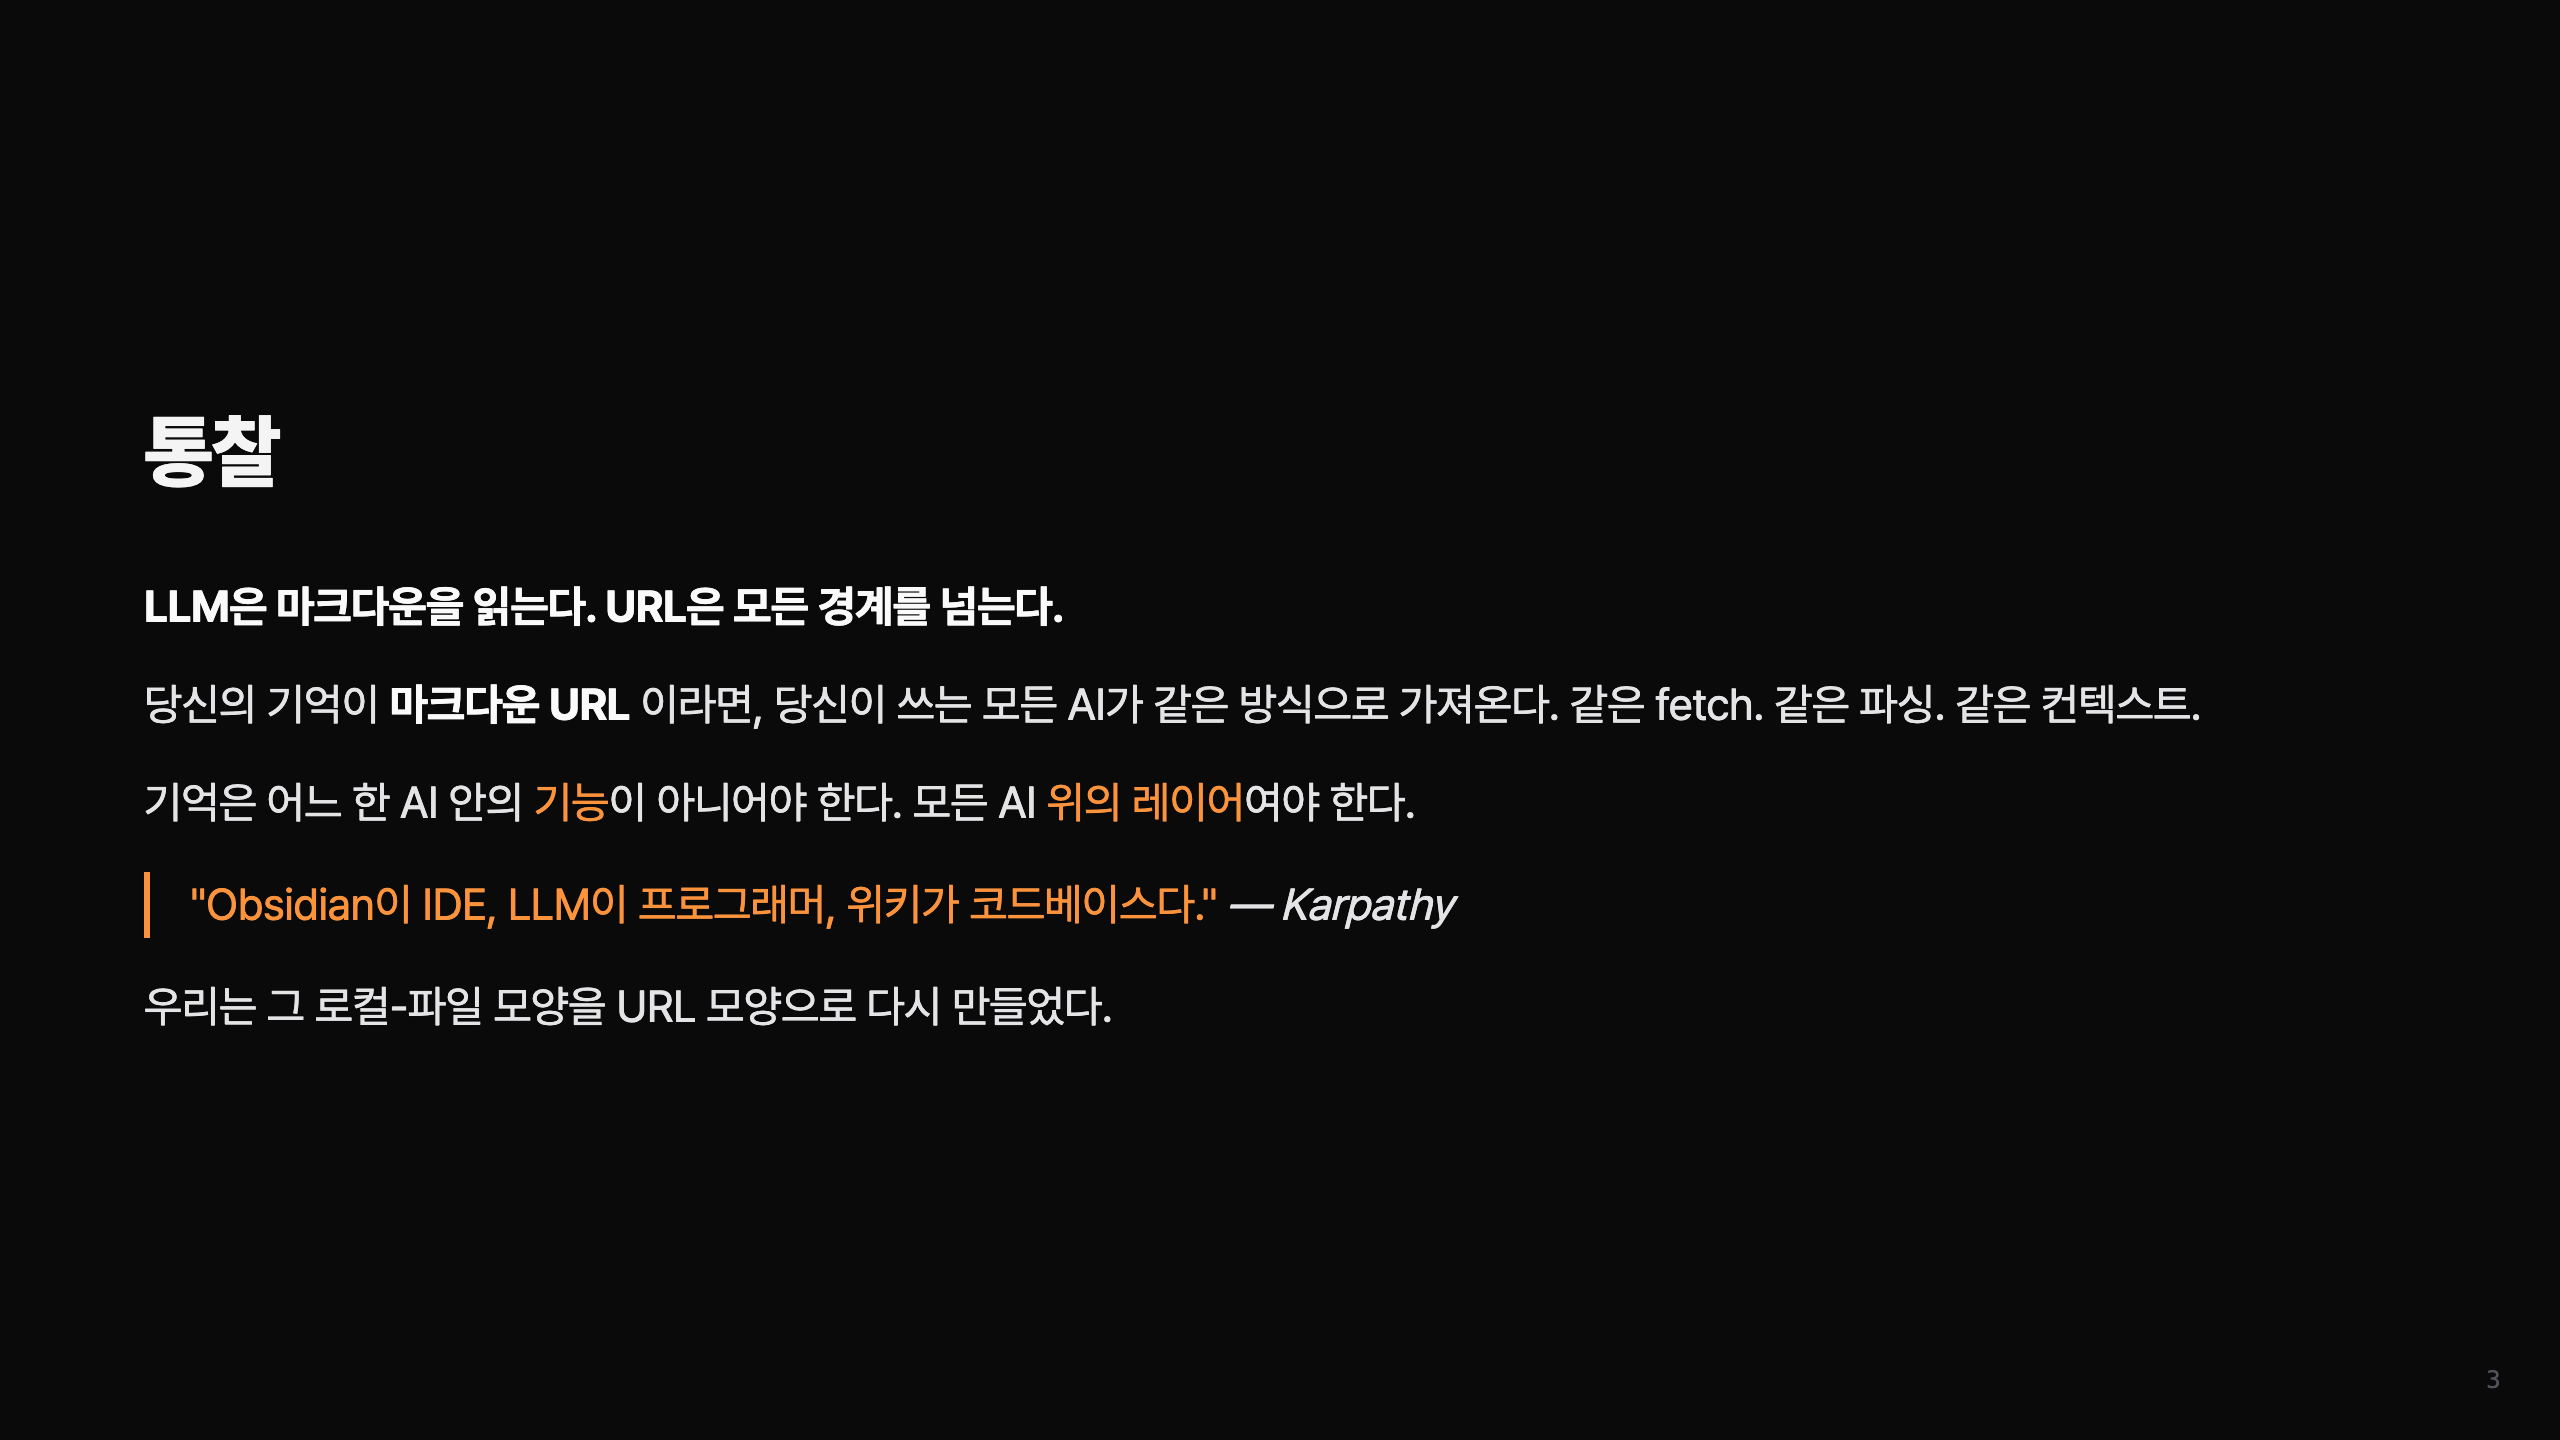 통찰
LLM은 마크다운을 읽는다. URL은 모든 경계를 넘는다.
당신의 기억이 마크다운 URL 이라면, 당신이 쓰는 모든 AI가 같은 방식으로 가져온다. 같은 fetch. 같은 파싱. 같은 컨텍스트.
기억은 어느 한 AI 안의 기능이 아니어야 한다. 모든 AI 위의 레이어여야 한다.
"Obsidian이 IDE, LLM이 프로그래머, 위키가 코드베이스다." — Karpathy
우리는 그 로컬-파일 모양을 URL 모양으로 다시 만들었다.
3